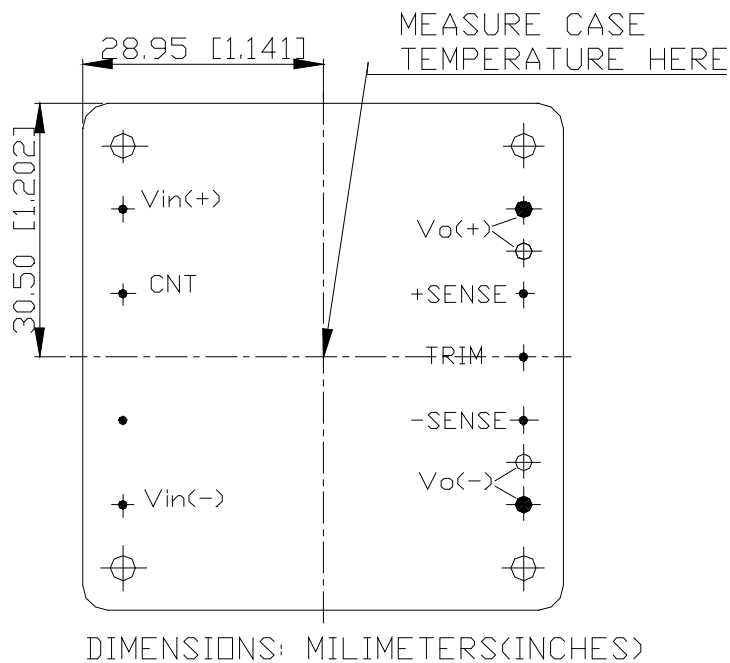 MEASURE CASE
TEMPERATURE HERE
28.95 [1.141]
30.50 [1.202]
Vin(+)
Vo(+)
CNT
+SENSE
TRIM
-SENSE
Vo(-)
Vin(-)
DIMENSIONS: MILIMETERS(INCHES)